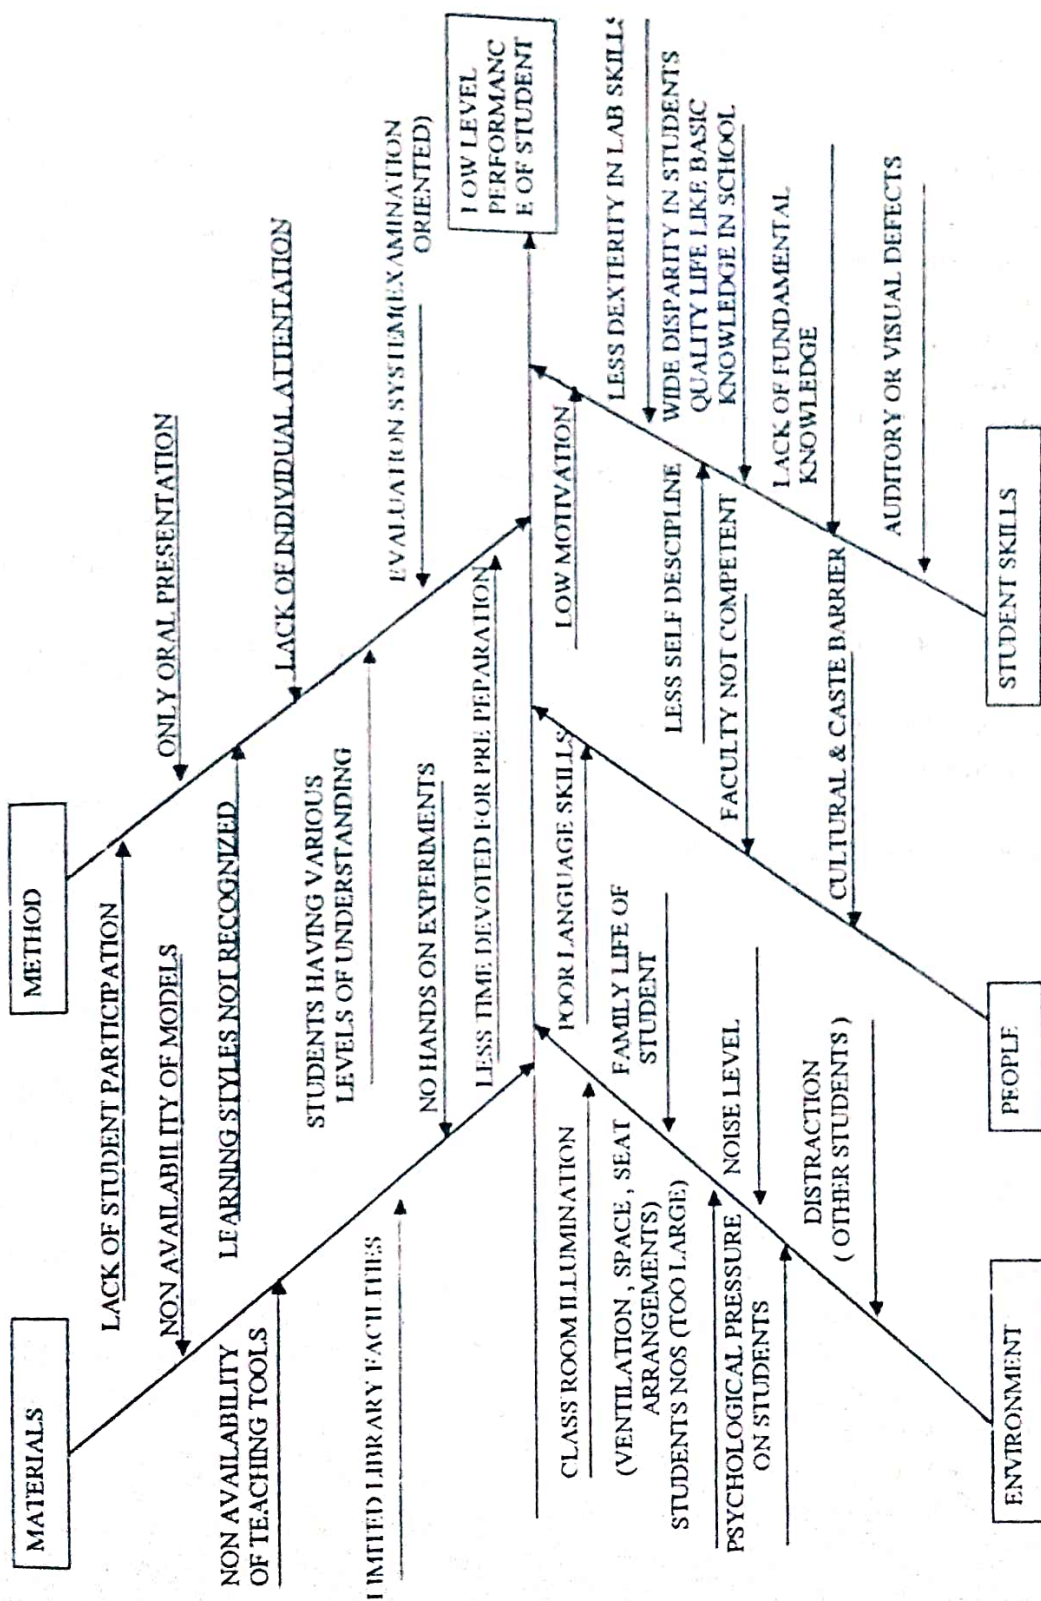 MATERIALS
METHOD
LACK OF STUDENT PARTICIPATION
ONLY ORAL PRESENTATION
NON AVAILABILITY OF MODELS
LEARNING STYLES NOT RECOGNIZED
LACK OF INDIVIDUAL ATTENTATION
NON AVAILABILITY
OF TEACHING TOOLS
STUDENTS HAVING VARIOUS
LEVELS OF UNDERSTANDING
EVALUATION SYSTEM(EXAMINATION
ORIENTED)
LIMITED LIBRARY FACILITIES
NO HANDS ON EXPERIMENTS
LESS TIME DEVOTED FOR PRE PEPARATION
LOW LEVEL
PERFORMANC
E OF STUDENT
CLASS ROOM ILLUMINATION
(VENTILATION , SPACE , SEAT
ARRANGEMENTS)
STUDENTS NOS (TOO LARGE)
PSYCHOLOGICAL PRESSURE
ON STUDENTS
FAMILY LIFE OF
STUDENT
NOISE LEVEL
DISTRACTION
( OTHER STUDENTS )
POOR LANGUAGE SKILLS
FACULTY NOT COMPETENT
CULTURAL & CASTE BARRIER
LOW MOTIVATION
LESS SELF DESCIPLINE
LESS DEXTERITY IN LAB SKILLS
WIDE DISPARITY IN STUDENTS
QUALITY LIFE LIKE BASIC
KNOWLEDGE IN SCHOOL
LACK OF FUNDAMENTAL
KNOWLEDGE
AUDITORY OR VISUAL DEFECTS
ENVIRONMENT
PEOPLE
STUDENT SKILLS